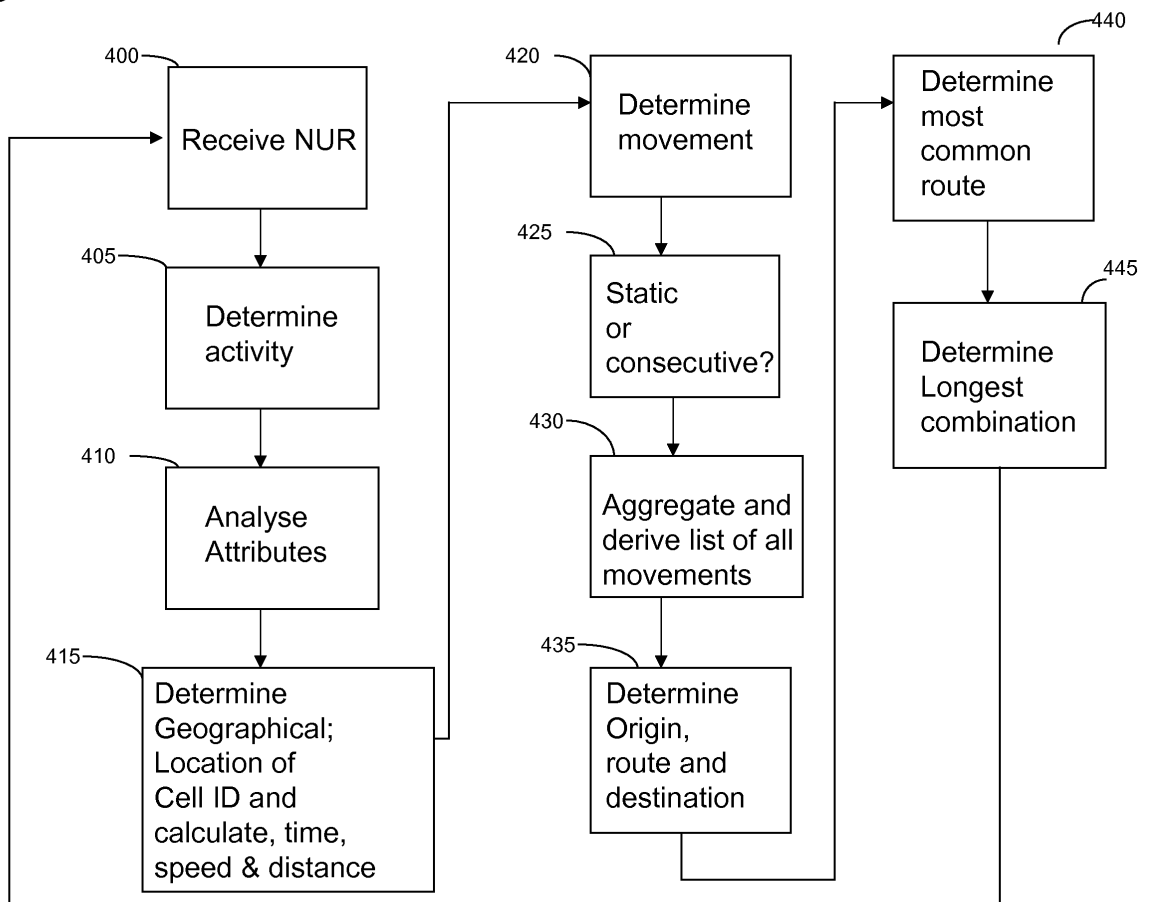 400
Receive NUR
405
Determine
activity
410
Analyse
Attributes
415
Determine
Geographical;
Location of
Cell ID and
calculate, time,
speed & distance
420
Determine
movement
425
Static
or
consecutive?
430
Aggregate and
derive list of all
movements
435
Determine
Origin,
route and
destination
440
Determine
most
common
route
445
Determine
Longest
combination